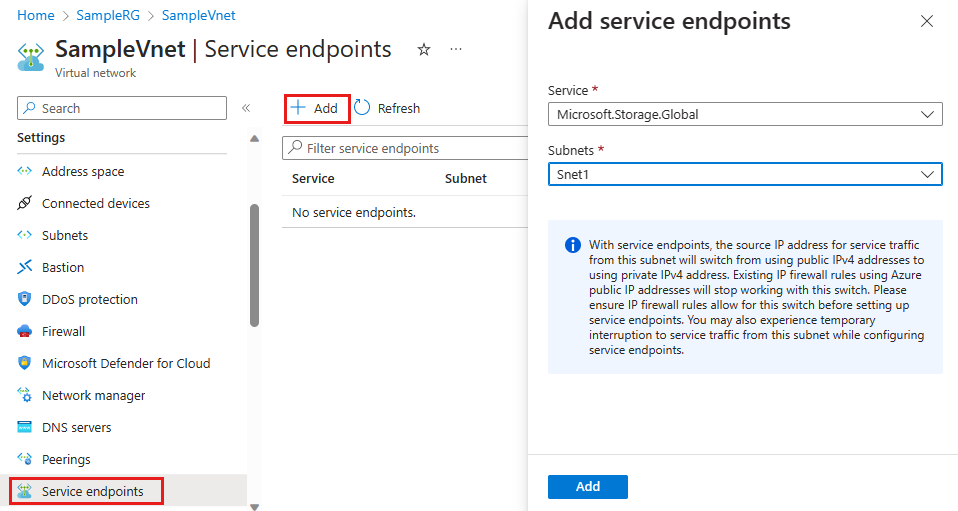 Home > SampleRG > SampleVnet
SampleVnet | Service endpoints
Virtual network
Search
Settings
Address space
Connected devices
Subnets
Bastion
DDoS protection
Firewall
Microsoft Defender for Cloud
Network manager
DNS servers
Peerings
Service endpoints
Add Refresh
Filter service endpoints
Service Subnet
No service endpoints.
Add service endpoints
Service *
Microsoft.Storage.Global
Subnets *
Snet1
With service endpoints, the source IP address for service traffic
from this subnet will switch from using public IPv4 addresses to
using private IPv4 address. Existing IP firewall rules using Azure
public IP addresses will stop working with this switch. Please
ensure IP firewall rules allow for this switch before setting up
service endpoints. You may also experience temporary
interruption to service traffic from this subnet while configuring
service endpoints.
Add